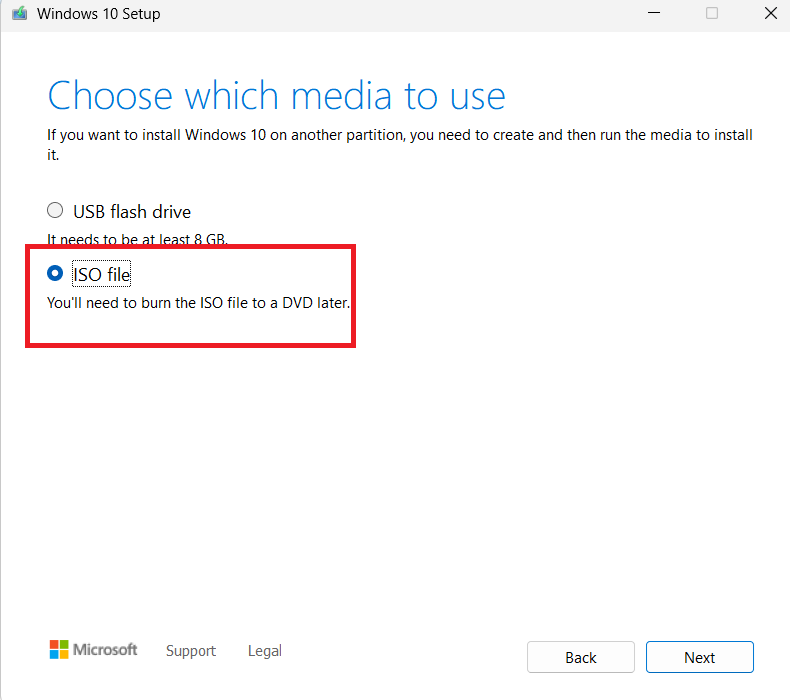 Windows 10 Setup
Choose which media to use
If you want to install Windows 10 on another partition, you need to create and then run the media to install
it.
USB flash drive
It needs to be at least 8 GB.
ISO file
You'll need to burn the ISO file to a DVD later.
Microsoft
Support
Legal
Back
Next